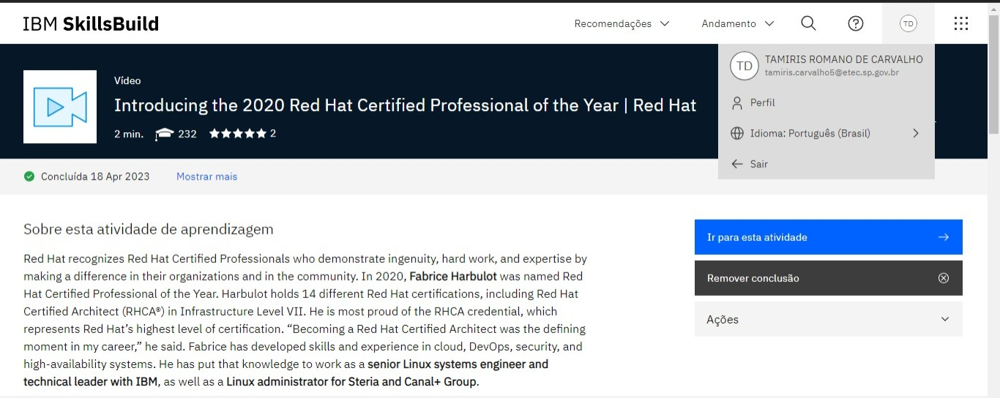 IBM SkillsBuild
Recomendações
Andamento
TD
TD
TAMIRIS ROMANO DE CARVALHO
tamiris.carvalho5@etec.sp.gov.br
Perfil
Idioma: Português (Brasil)
Sair
Vídeo
Introducing the 2020 Red Hat Certified Professional of the Year | Red Hat
2 min. 232 2
Concluída 18 Apr 2023 Mostrar mais
Sobre esta atividade de aprendizagem
Red Hat recognizes Red Hat Certified Professionals who demonstrate ingenuity, hard work, and expertise by
making a difference in their organizations and in the community. In 2020, Fabrice Harbulot was named Red
Hat Certified Professional of the Year. Harbulot holds 14 different Red Hat certifications, including Red Hat
Certified Architect (RHCA®) in Infrastructure Level VII. He is most proud of the RHCA credential, which
represents Red Hat’s highest level of certification. “Becoming a Red Hat Certified Architect was the defining
moment in my career,” he said. Fabrice has developed skills and experience in cloud, DevOps, security, and
high-availability systems. He has put that knowledge to work as a senior Linux systems engineer and
technical leader with IBM, as well as a Linux administrator for Steria and Canal+ Group.
Ir para esta atividade
Remover conclusão
Ações